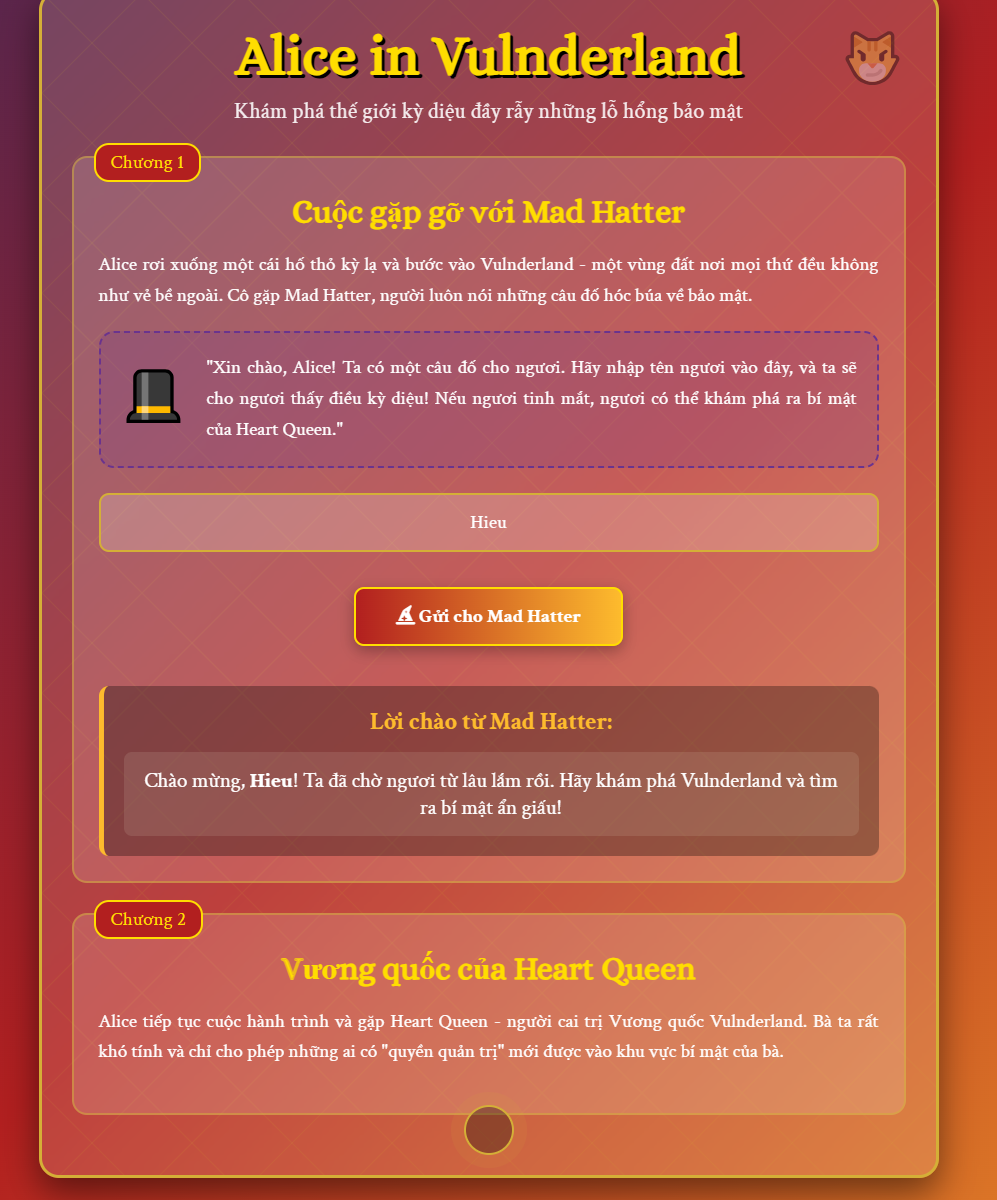 Alice in Vulnderland
Khám phá thế giới kỳ diệu đầy rẫy những lỗ hổng bảo mật
Chương 1
Cuộc gặp gỡ với Mad Hatter
Alice rơi xuống một cái hố thỏ kỳ lạ và bước vào Vulnderland - một vùng đất nơi mọi thứ đều không
như vẻ bề ngoài. Cô gặp Mad Hatter, người luôn nói những câu đố hóc búa về bảo mật.
"Xin chào, Alice! Ta có một câu đố cho ngươi. Hãy nhập tên ngươi vào đây, và ta sẽ
cho ngươi thấy điều kỳ diệu! Nếu ngươi tinh mắt, ngươi có thể khám phá ra bí mật
của Heart Queen."
Hieu
Gửi cho Mad Hatter
Lời chào từ Mad Hatter:
Chào mừng, Hieu! Ta đã chờ ngươi từ lâu lắm rồi. Hãy khám phá Vulnderland và tìm
ra bí mật ẩn giấu!
Chương 2
Vương quốc của Heart Queen
Alice tiếp tục cuộc hành trình và gặp Heart Queen - người cai trị Vương quốc Vulnderland. Bà ta rất
khó tính và chỉ cho phép những ai có "quyền quản trị" mới được vào khu vực bí mật của bà.